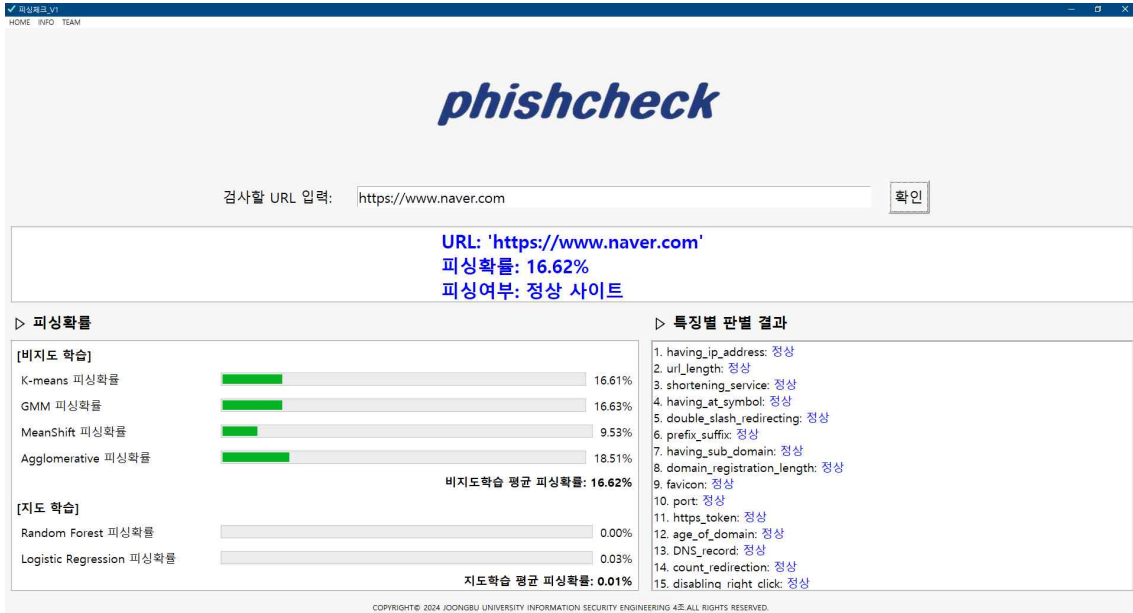 피싱체크_V1
HOME INFO TEAM
phishcheck
검사할 URL 입력: https://www.naver.com 확인
URL: 'https://www.naver.com'
피싱확률: 16.62%
피싱여부: 정상 사이트
▷ 피싱확률
[비지도 학습]
K-means 피싱확률 16.61%
GMM 피싱확률 16.63%
MeanShift 피싱확률 9.53%
Agglomerative 피싱확률 18.51%
비지도학습 평균 피싱확률: 16.62%
[지도 학습]
Random Forest 피싱확률 0.00%
Logistic Regression 피싱확률 0.03%
지도학습 평균 피싱확률: 0.01%
▷ 특징별 판별 결과
1. having_ip_address: 정상
2. url_length: 정상
3. shortening_service: 정상
4. having_at_symbol: 정상
5. double_slash_redirecting: 정상
6. prefix_suffix: 정상
7. having_sub_domain: 정상
8. domain_registration_length: 정상
9. favicon: 정상
10. port: 정상
11. https_token: 정상
12. age_of_domain: 정상
13. DNS_record: 정상
14. count_redirection: 정상
15. disabling_right_click: 정상
COPYRIGHT© 2024 JOONGBU UNIVERSITY INFORMATION SECURITY ENGINEERING 4조.ALL RIGHTS RESERVED.